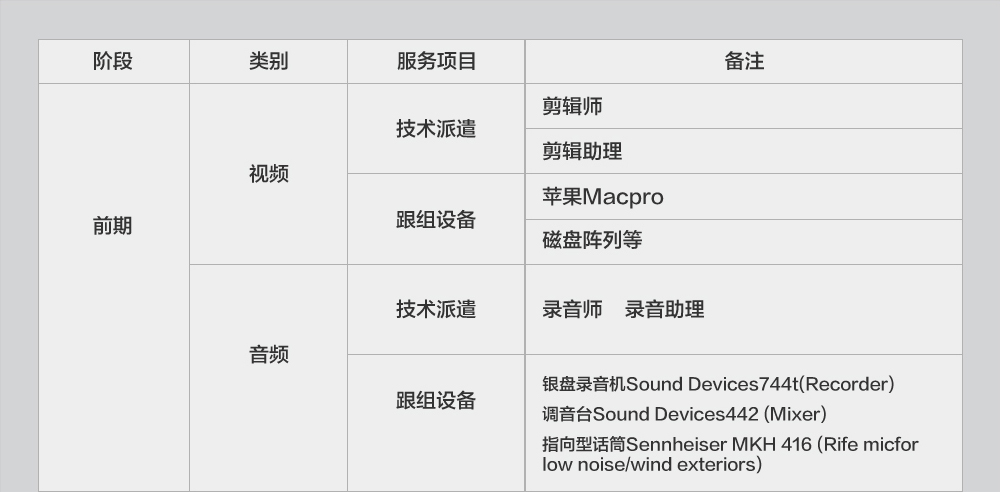 阶段 类别 服务项目 备注
剪辑师
技术派遣
剪辑助理
视频
苹果Macpro
前期 跟组设备
磁盘阵列等
技术派遣 录音师 录音助理
音频
银盘录音机Sound Devices744t(Recorder)
跟组设备
调音台Sound Devices442 (Mixer)
指向型话筒Sennheiser MKH 416 (Rife micfor
low noise/wind exteriors)